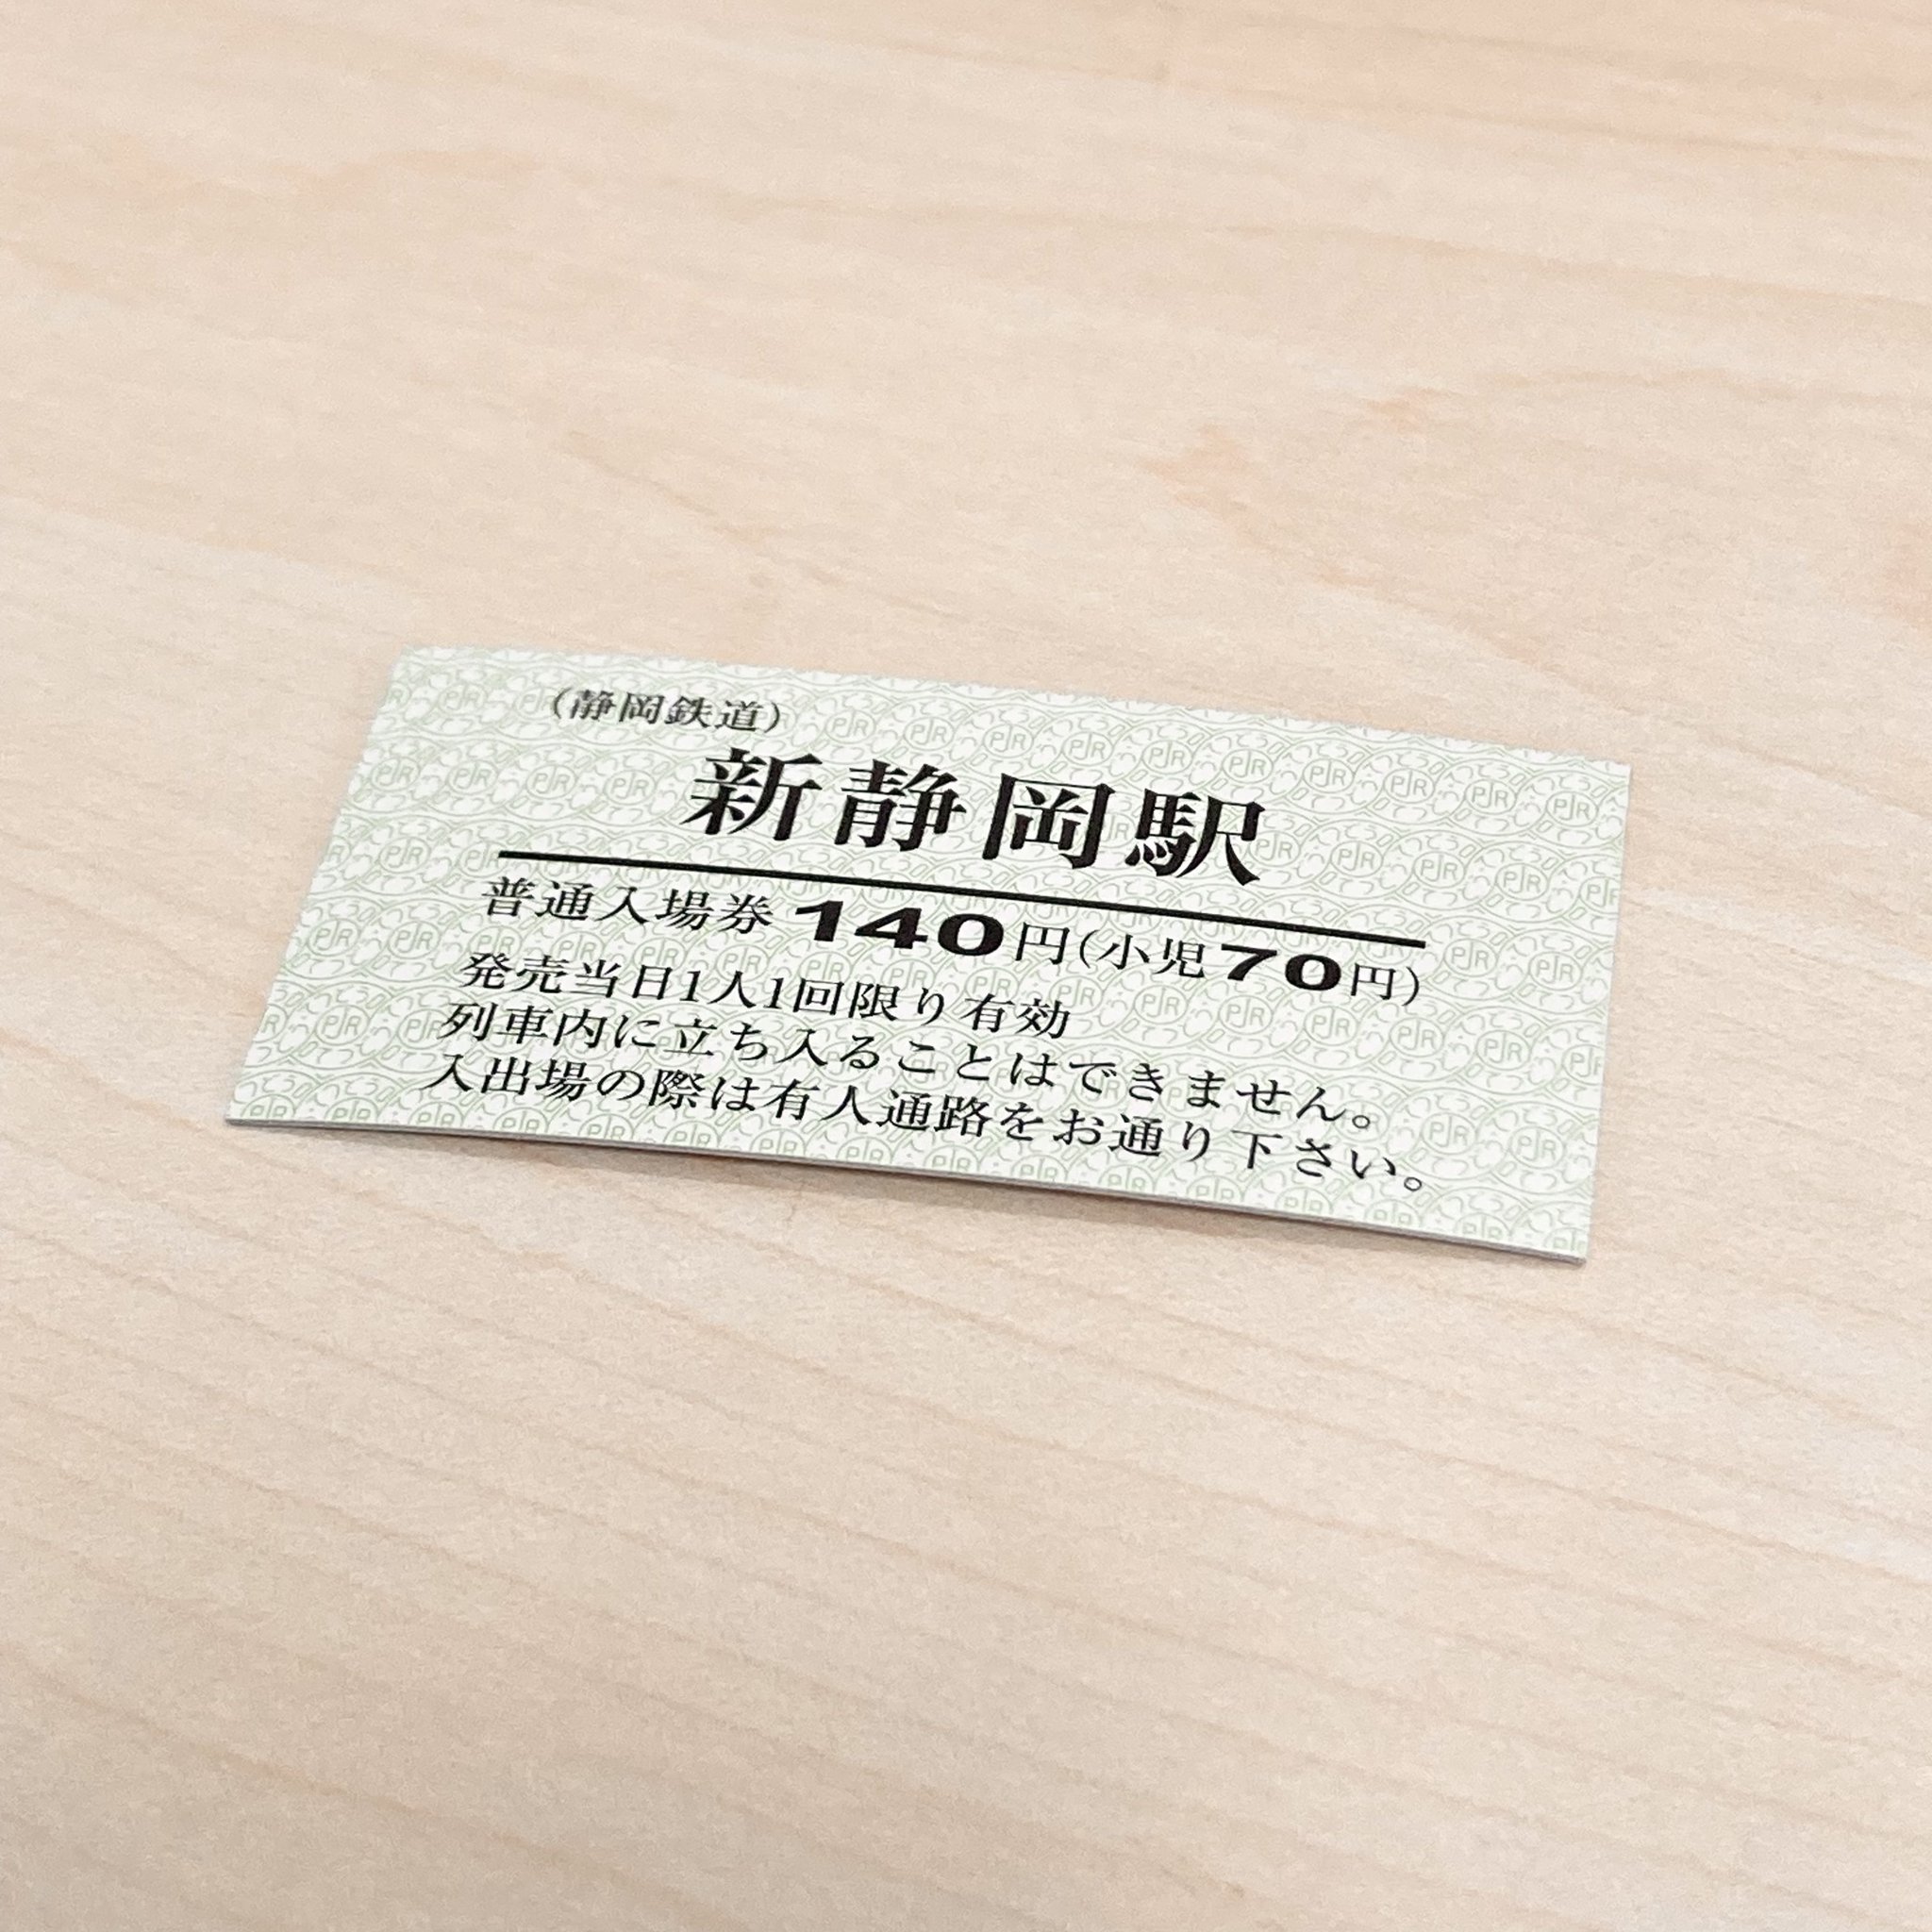 (静岡鉄道)
新静岡駅
普通入場券 140円(小児70円)
発売当日1人1回限り有効
列車内に立ち入ることはできません。
入出場の際は有人通路をお通り下さい。